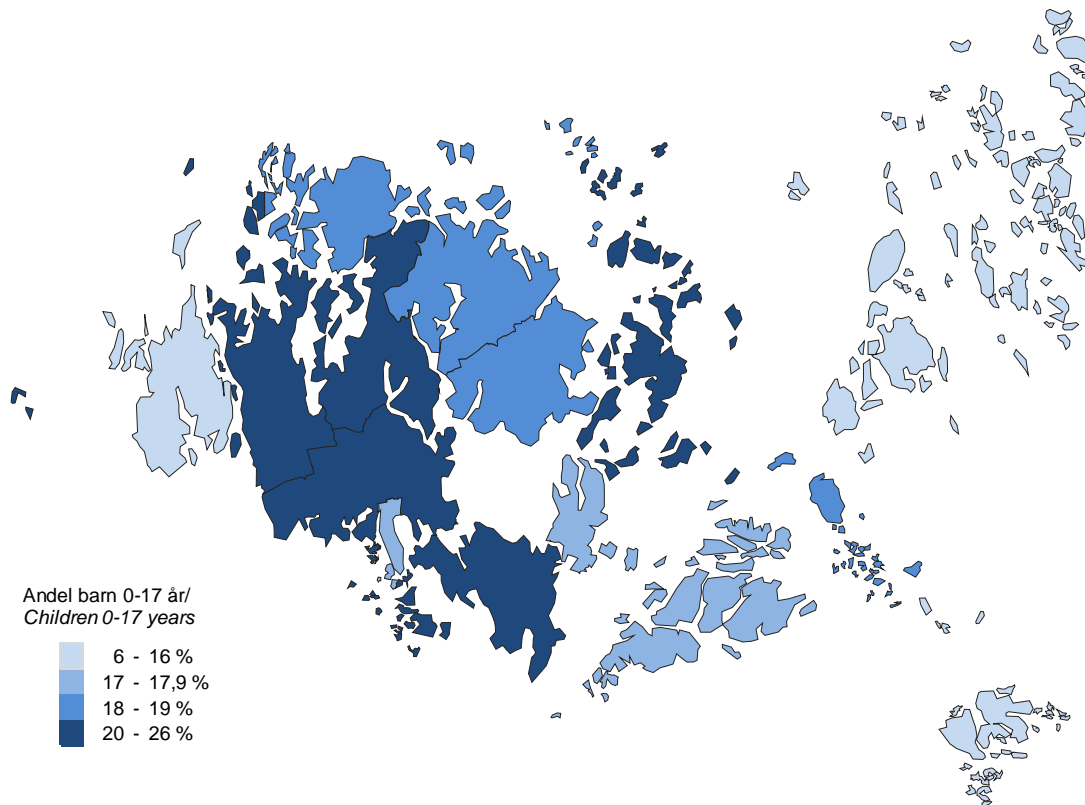 Andel barn 0-17 år/
Children 0-17 years
6 - 16 %
17 - 17,9 %
18 - 19 %
20 - 26 %